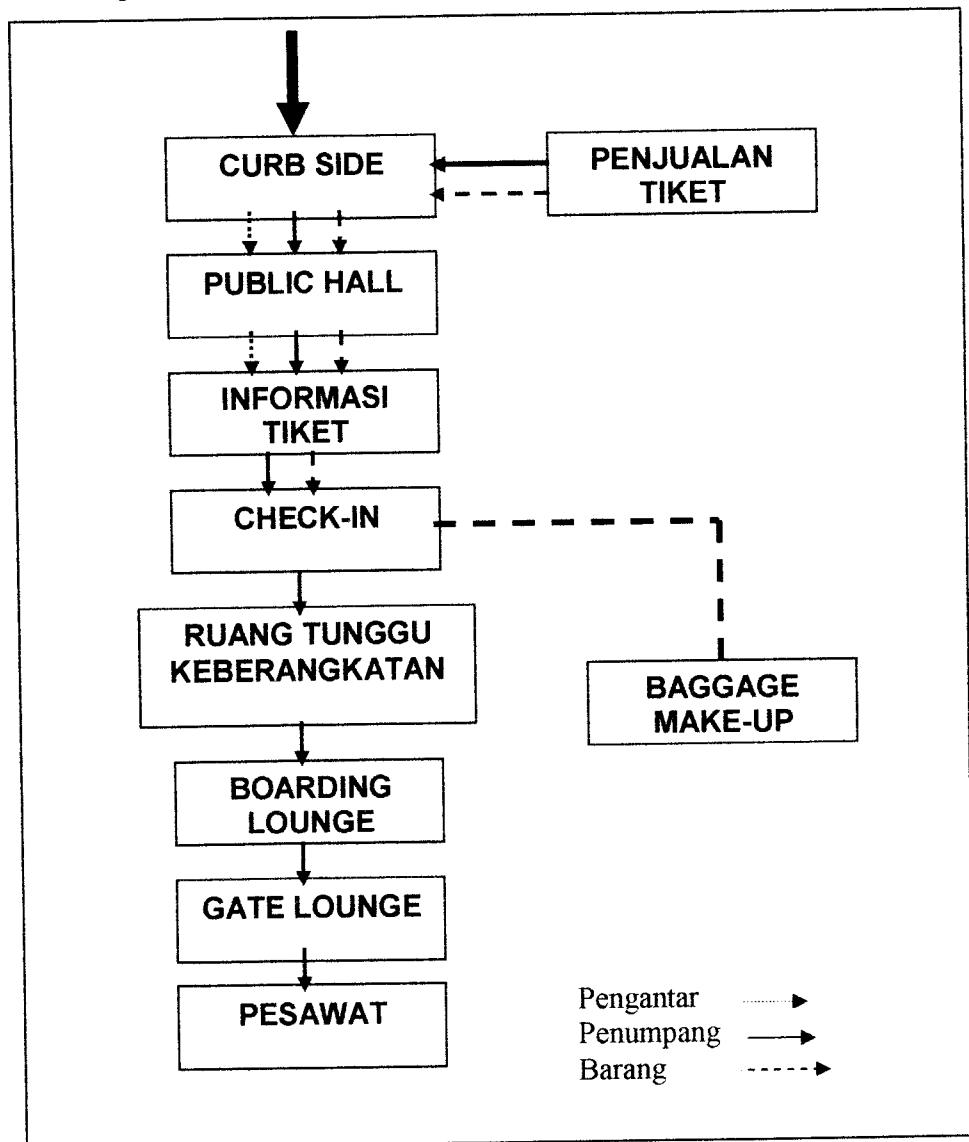 CURB SIDE
PENJUALAN
TIKET
PUBLIC HALL
INFORMASI
TIKET
CHECK-IN
RUANG TUNGGU
KEBERANGKATAN
BAGGAGE
MAKE-UP
BOARDING
LOUNGE
GATE LOUNGE
PESAWAT
Pengantar
Penumpang
Barang